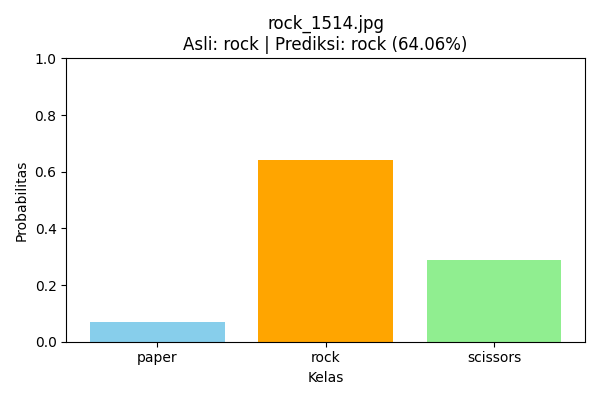 rock_1514.jpg
Asli: rock | Prediksi: rock (64.06%)
1.0
0.8
0.6
0.4
0.2
0.0
Probabilitas
paper
rock
scissors
Kelas